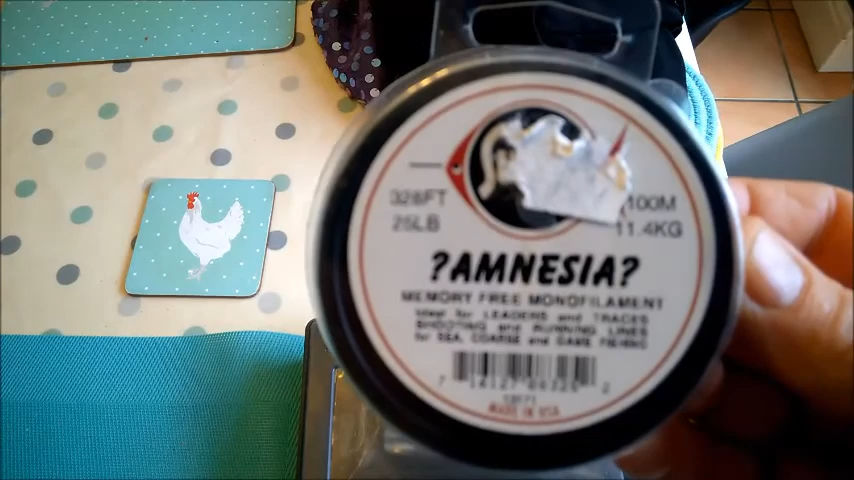 328FT
25LB
100M
11.4KG
?AMNESIA?
MEMORY FREE MONOFILAMENT
Ideal for LEADERS and TRACES
SHOOTING and RUNNING LINES
for SEA, COARSE and GAME FISHING
MADE IN USA